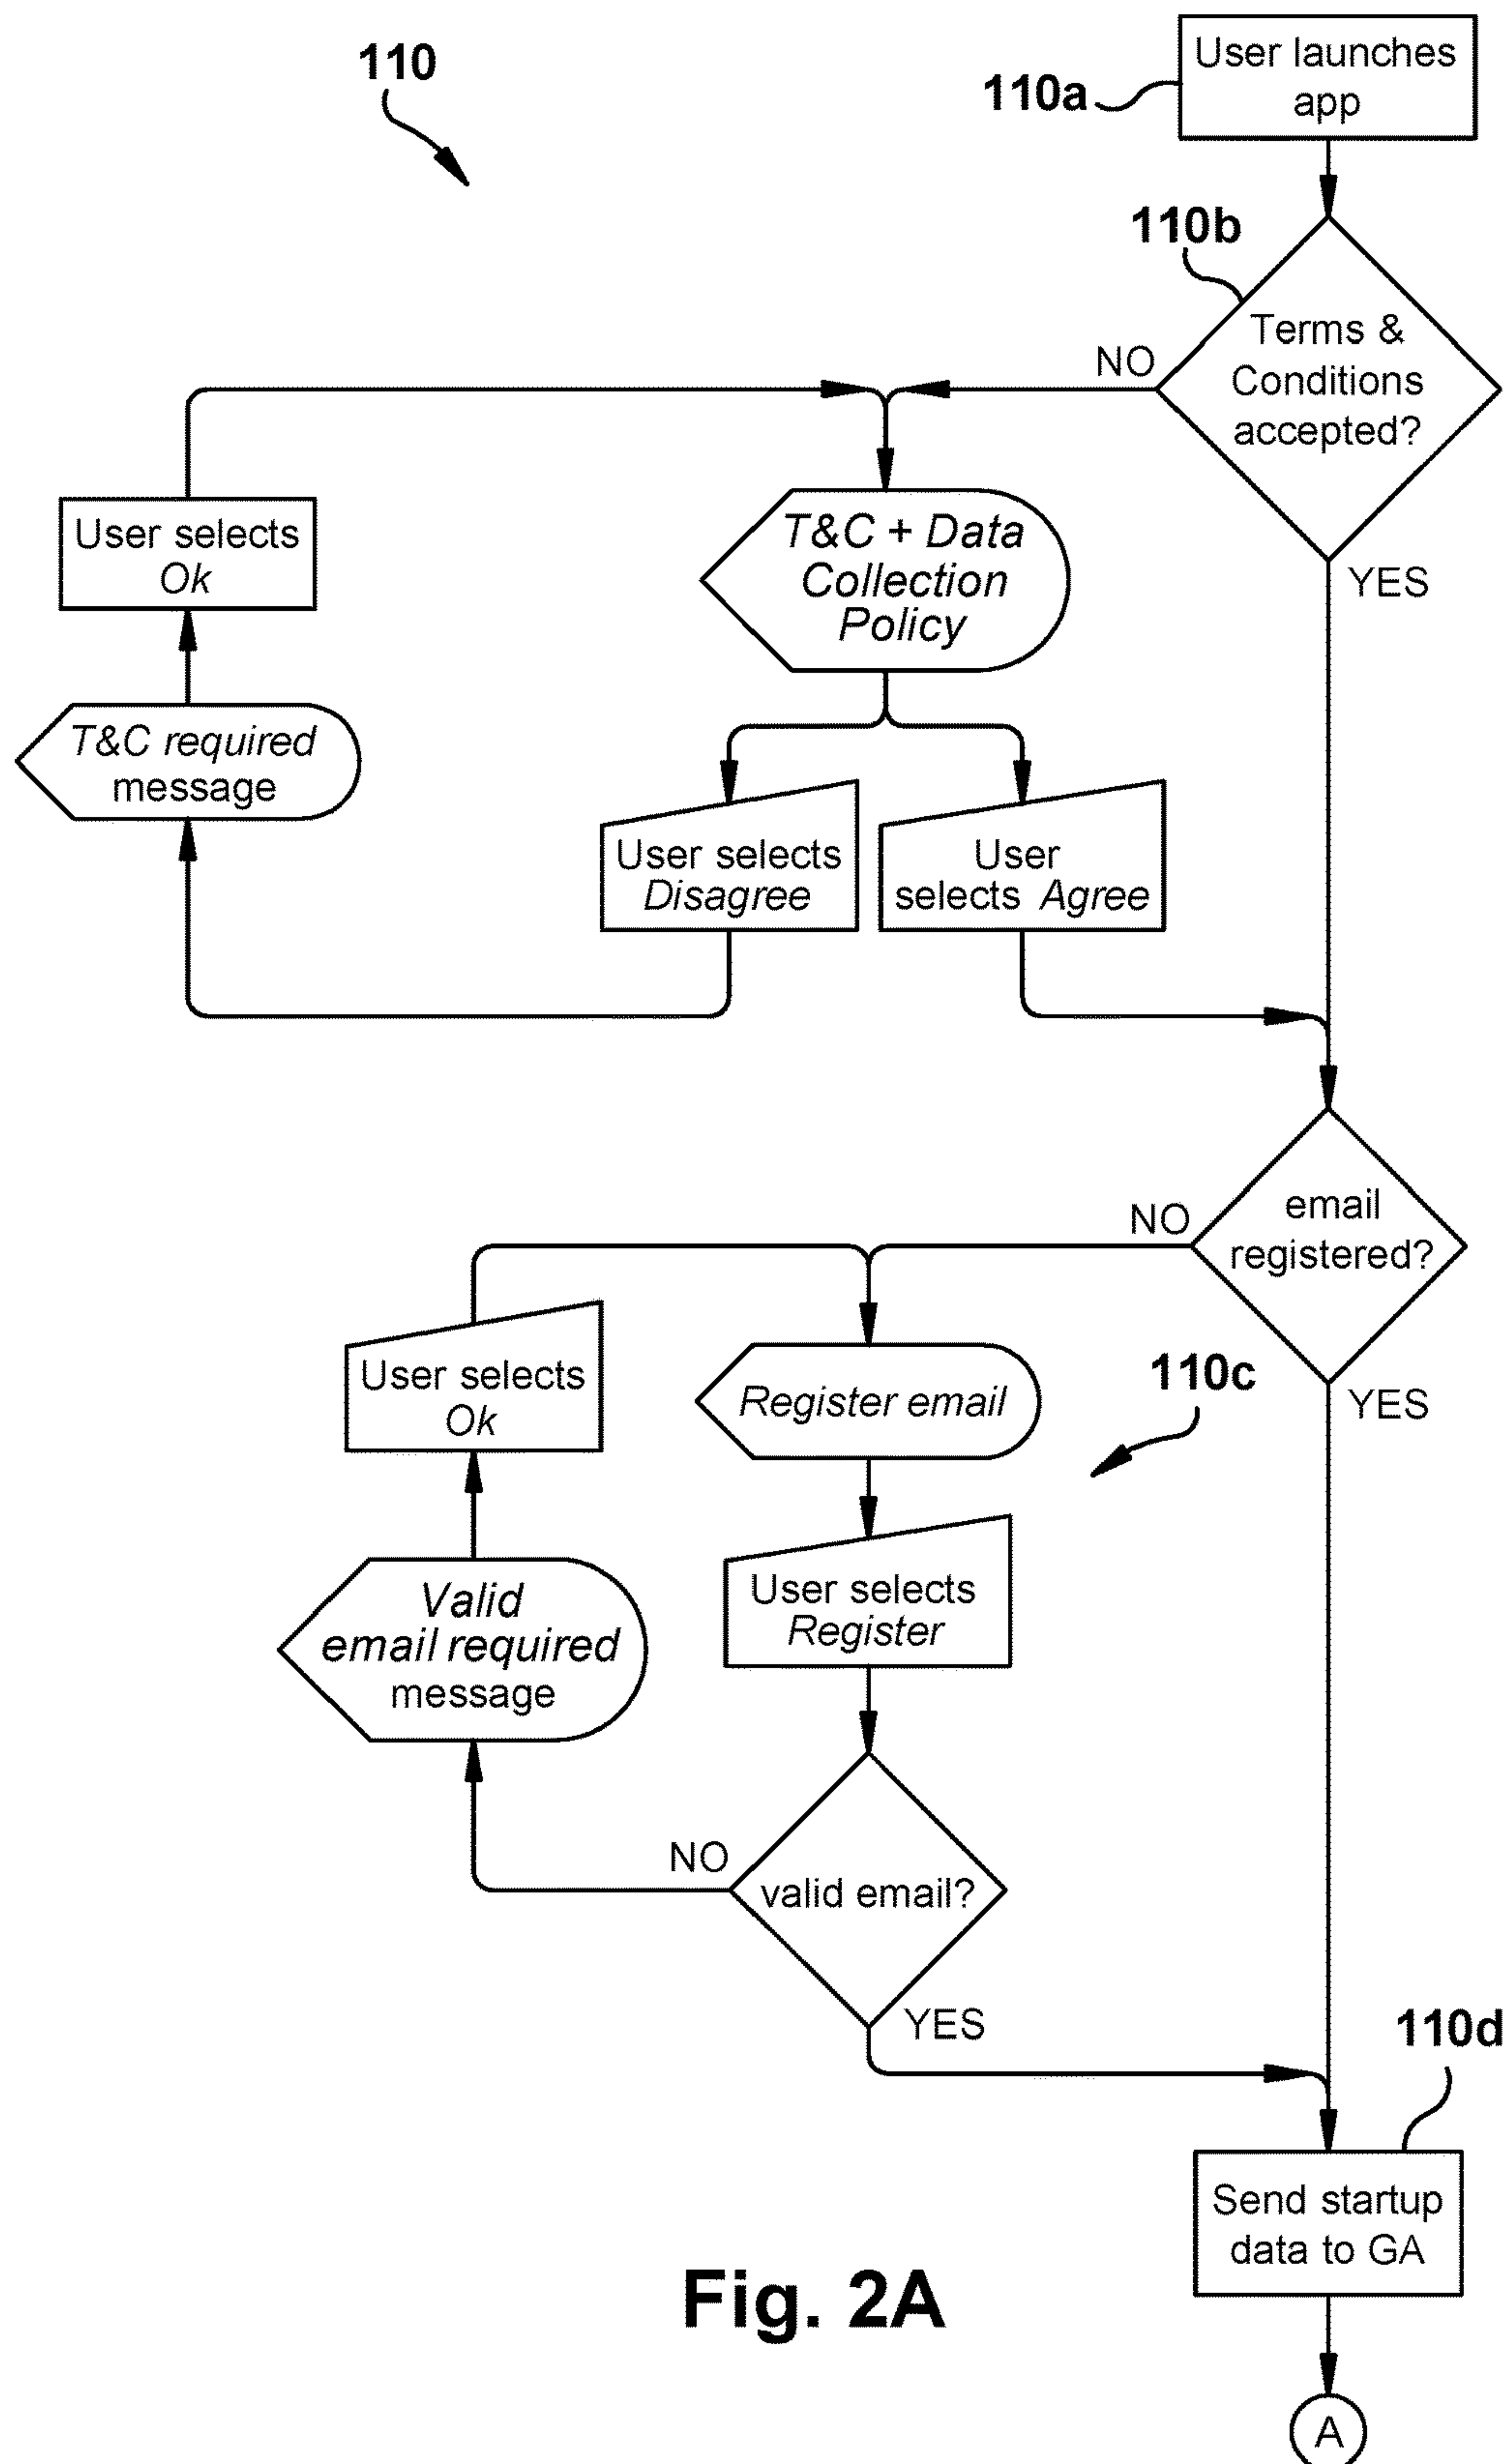 110
User launches
app
110a
110b
Terms &
Conditions
accepted?
NO
YES
User selects
Ok
T&C + Data
Collection
Policy
T&C required
message
User selects
Disagree
User
selects Agree
email
registered?
NO
YES
User selects
Ok
Register email
110c
Valid
email required
message
User selects
Register
NO
valid email?
YES
110d
Send startup
data to GA
Fig. 2A
A